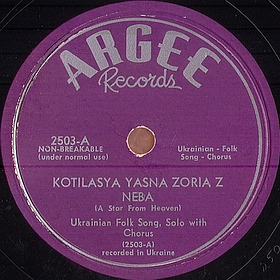 ARGEE
Records
2503-A
NON-BREAKABLE
(under normal use)
Ukrainian - Folk
Song - Chorus
KOTILASYA YASNA ZORIA Z
NEBA
(A Star From Heaven)
Ukrainian Folk Song, Solo with
Chorus
(2503-A)
recorded in Ukraine